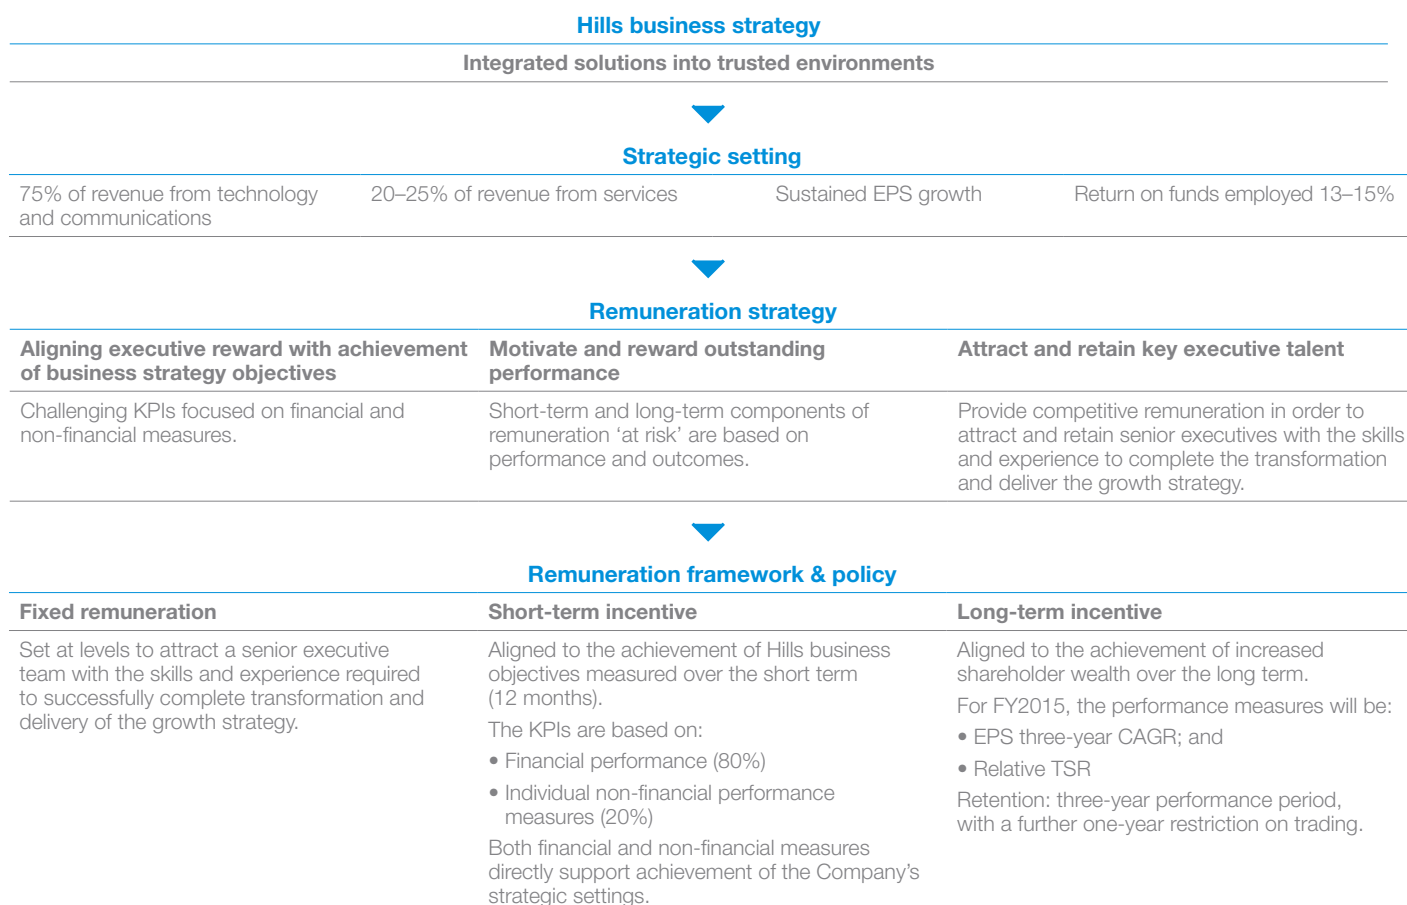 Hills business strategy
Integrated solutions into trusted environments
Strategic setting
75% of revenue from technology
and communications
20–25% of revenue from services
Sustained EPS growth
Return on funds employed 13–15%
Remuneration strategy
Aligning executive reward with achievement
of business strategy objectives
Motivate and reward outstanding
performance
Attract and retain key executive talent
Challenging KPIs focused on financial and
non-financial measures.
Short-term and long-term components of
remuneration ‘at risk’ are based on
performance and outcomes.
Provide competitive remuneration in order to
attract and retain senior executives with the skills
and experience to complete the transformation
and deliver the growth strategy.
Remuneration framework & policy
Fixed remuneration
Short-term incentive
Long-term incentive
Set at levels to attract a senior executive
team with the skills and experience required
to successfully complete transformation and
delivery of the growth strategy.
Aligned to the achievement of Hills business
objectives measured over the short term
(12 months).
The KPIs are based on:
• Financial performance (80%)
• Individual non-financial performance
measures (20%)
Both financial and non-financial measures
directly support achievement of the Company’s
strategic settings.
Aligned to the achievement of increased
shareholder wealth over the long term.
For FY2015, the performance measures will be:
• EPS three-year CAGR; and
• Relative TSR
Retention: three-year performance period,
with a further one-year restriction on trading.